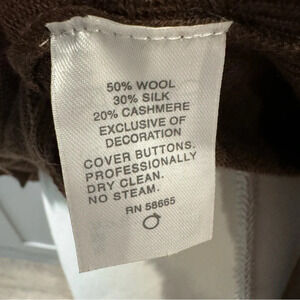 50% WOOL
30% SILK
20% CASHMERE
EXCLUSIVE OF
DECORATION
COVER BUTTONS.
PROFESSIONALLY
DRY CLEAN.
NO STEAM.
RN 58665